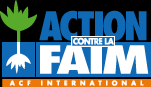 ACTION
CONTRE LA
FAIM
ACF INTERNATIONAL